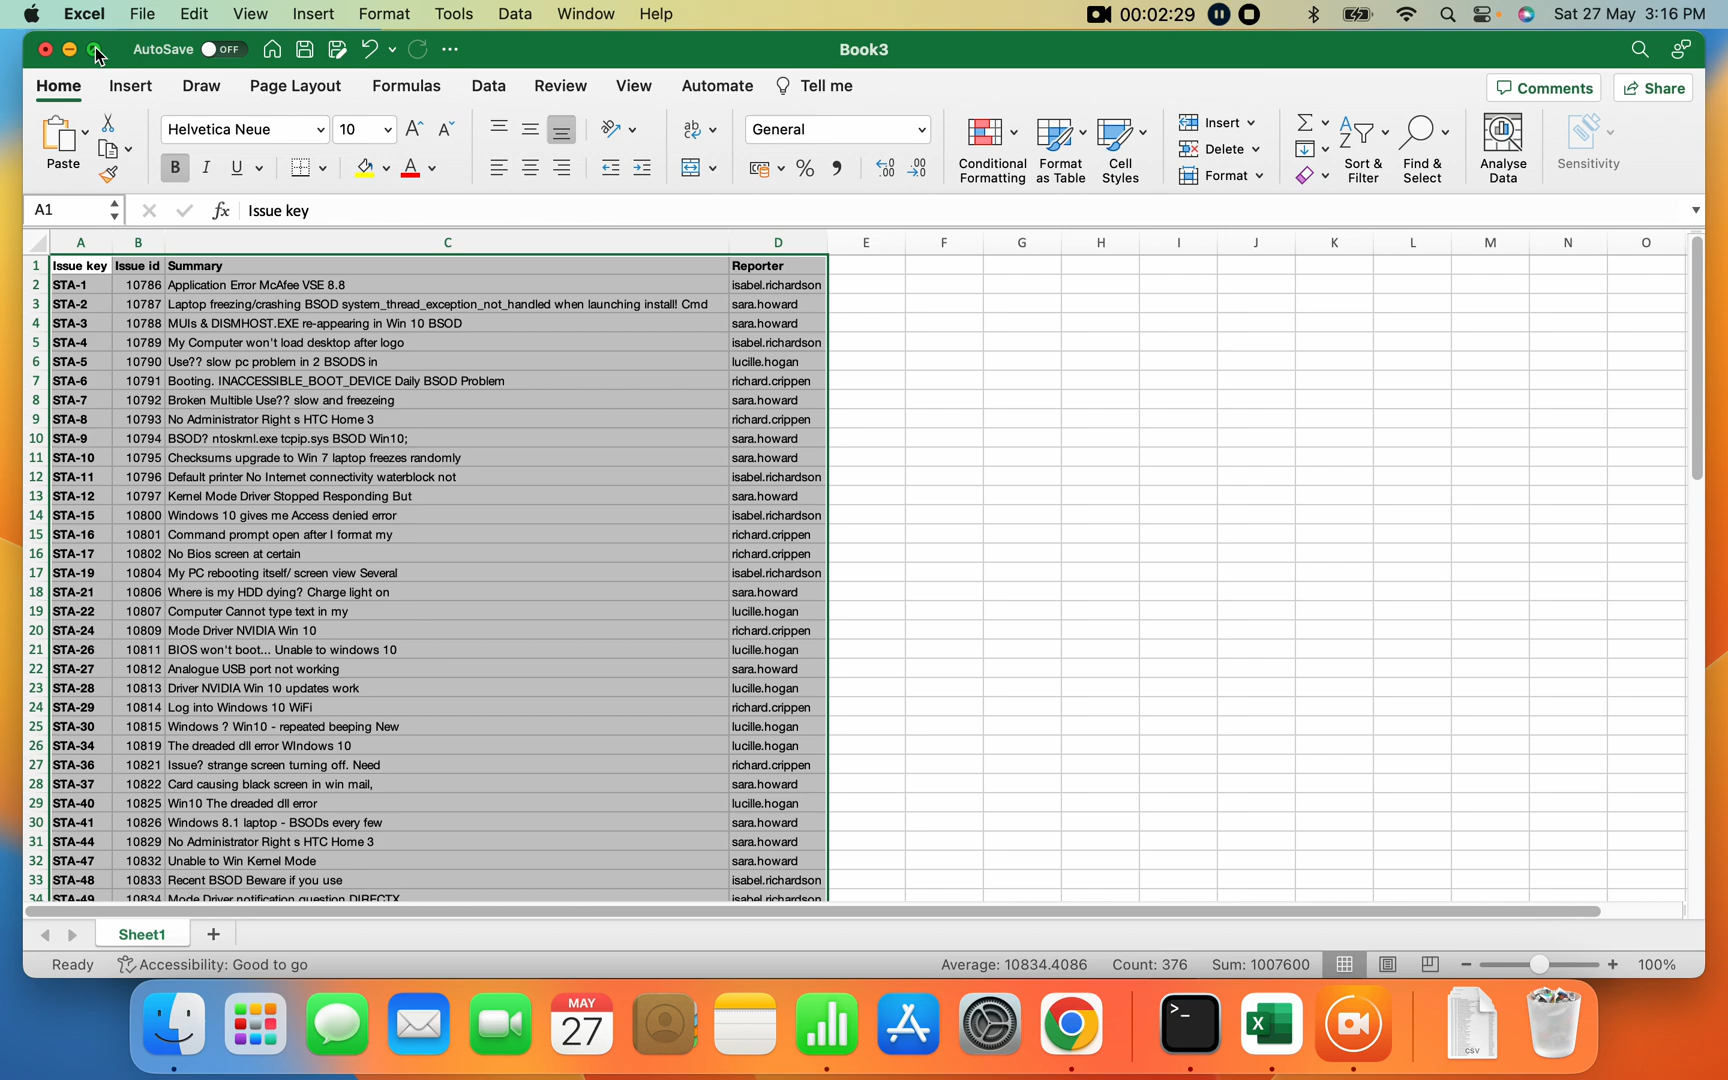 Excel File Edit View Insert Format Tools Data Window Help 00:02:29 Sat 27 May 3:16 PM
AutoSave OFF Book3
Home Insert Draw Page Layout Formulas Data Review View Automate Tell me Comments Share
Paste Helvetica Neue 10 General Insert Delete Format
B I U A ab % 9
Conditional Formatting Format as Table Cell Styles Sort & Filter Find & Select Analyse Data Sensitivity
A1 fx Issue key
A B C D E F G H I J K L M N O
1 Issue key Issue id Summary Reporter
2 STA-1 10786 Application Error McAfee VSE 8.8 isabel.richardson
3 STA-2 10787 Laptop freezing/crashing BSOD system_thread_exception_not_handled when launching install! Cmd sara.howard
4 STA-3 10788 MUIs & DISMHOST.EXE re-appearing in Win 10 BSOD sara.howard
5 STA-4 10789 My Computer won't load desktop after logo isabel.richardson
6 STA-5 10790 Use?? slow pc problem in 2 BSODS in lucille.hogan
7 STA-6 10791 Booting. INACCESSIBLE_BOOT_DEVICE Daily BSOD Problem richard.crippen
8 STA-7 10792 Broken Multiple Use?? slow and freezeing sara.howard
9 STA-8 10793 No Administrator Right s HTC Home 3 richard.crippen
10 STA-9 10794 BSOD? ntoskrnl.exe tcpip.sys BSOD Win10; sara.howard
11 STA-10 10795 Checksums upgrade to Win 7 laptop freezes randomly sara.howard
12 STA-11 10796 Default printer No Internet connectivity waterblock not isabel.richardson
13 STA-12 10797 Kernel Mode Driver Stopped Responding But sara.howard
14 STA-15 10800 Windows 10 gives me Access denied error isabel.richardson
15 STA-16 10801 Command prompt open after I format my richard.crippen
16 STA-17 10802 No Bios screen at certain richard.crippen
17 STA-19 10804 My PC rebooting itself/ screen view Several isabel.richardson
18 STA-21 10806 Where is my HDD dying? Charge light on sara.howard
19 STA-22 10807 Computer Cannot type text in my lucille.hogan
20 STA-24 10809 Mode Driver NVIDIA Win 10 richard.crippen
21 STA-26 10811 BIOS won't boot... Unable to windows 10 lucille.hogan
22 STA-27 10812 Analogue USB port not working sara.howard
23 STA-28 10813 Driver NVIDIA Win 10 updates work lucille.hogan
24 STA-29 10814 Log into Windows 10 WiFi richard.crippen
25 STA-30 10815 Windows ? Win10 - repeated beeping New lucille.hogan
26 STA-34 10819 The dreaded dll error WIndows 10 lucille.hogan
27 STA-36 10821 Issue? strange screen turning off. Need richard.crippen
28 STA-37 10822 Card causing black screen in win mail, sara.howard
29 STA-40 10825 Win10 The dreaded dll error lucille.hogan
30 STA-41 10826 Windows 8.1 laptop - BSODs every few sara.howard
31 STA-44 10829 No Administrator Right s HTC Home 3 sara.howard
32 STA-47 10832 Unable to Win Kernel Mode sara.howard
33 STA-48 10833 Recent BSOD Beware if you use isabel.richardson
34 STA-49 10834 Mode Driver notification question DIRECTX isabel.richardson
Sheet1
Ready Accessibility: Good to go Average: 10834.4086 Count: 376 Sum: 1007600 100%
MAY
27
CSV